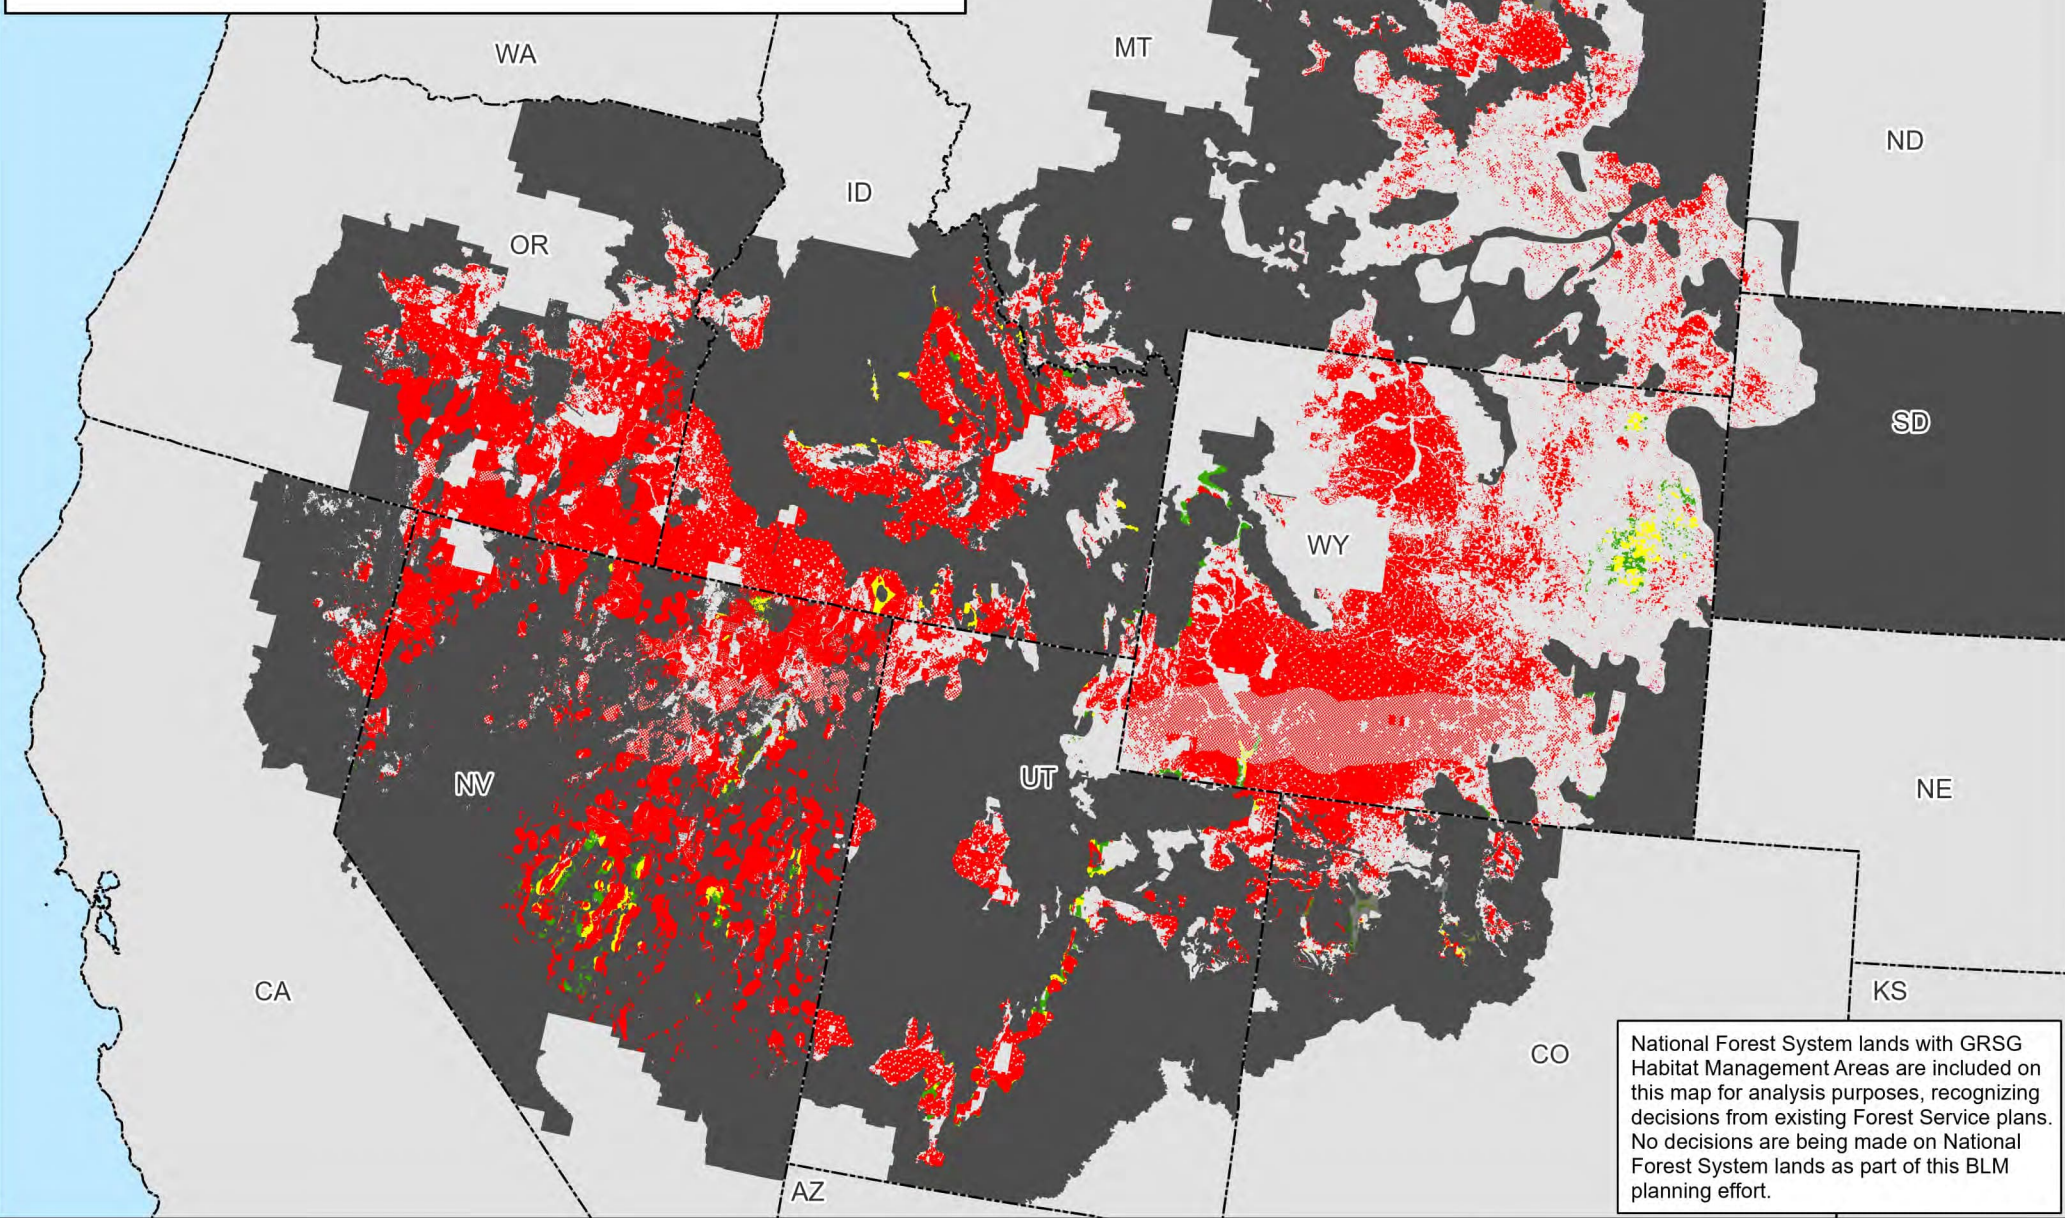 WA
MT
ND
ID
OR
SD
WY
NV
UT
NE
CA
KS
CO
AZ
National Forest System lands with GRSG
Habitat Management Areas are included on
this map for analysis purposes, recognizing
decisions from existing Forest Service plans.
No decisions are being made on National
Forest System lands as part of this BLM
planning effort.